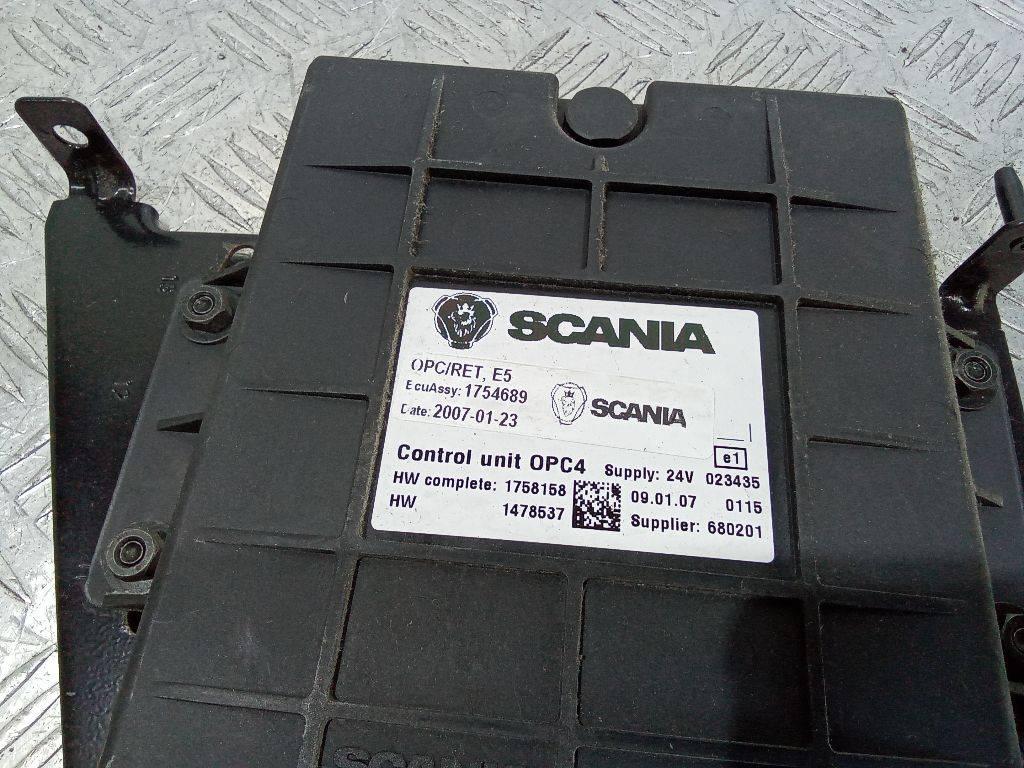 SCANIA
OPC/RET, E5
EcuAssy: 1754689
SCANIA
Date: 2007-01-23
e1
Control unit OPC4 Supply: 24V 023435
HW complete: 1758158 09.01.07 0115
HW 1478537 Supplier: 680201
SCANIA